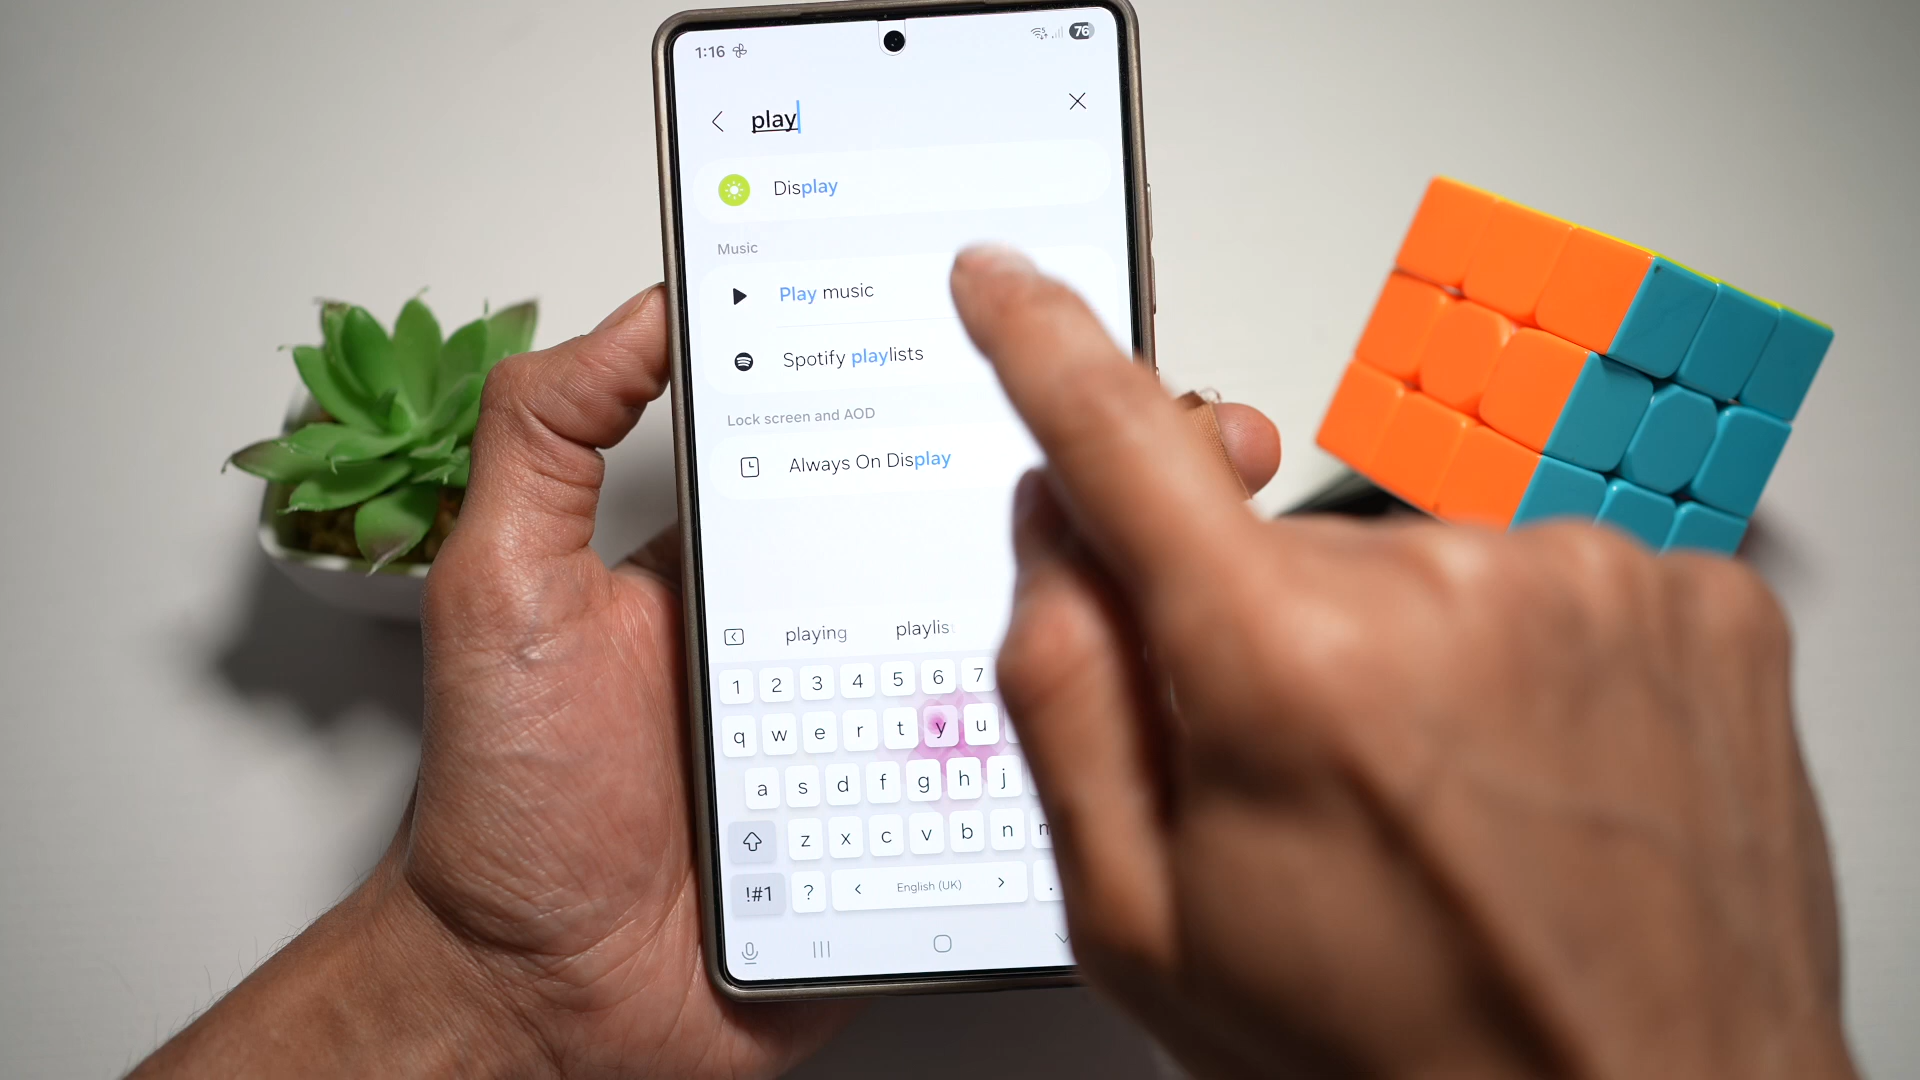 1:16 76
play
Display
Music
Play music
Spotify playlists
Lock screen and AOD
Always On Display
playing playlist
1 2 3 4 5 6 7
q w e r t y u
a s d f g h j
z x c v b n m
!#1 ? < English (UK) > .